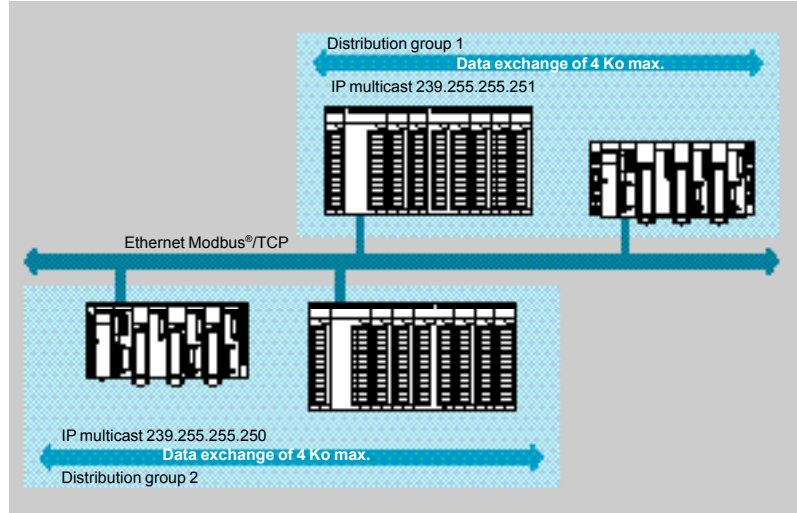 Distribution group 1
Data exchange of 4 Ko max.
IP multicast 239.255.255.251
Ethernet Modbus®/TCP
IP multicast 239.255.255.250
Data exchange of 4 Ko max.
Distribution group 2